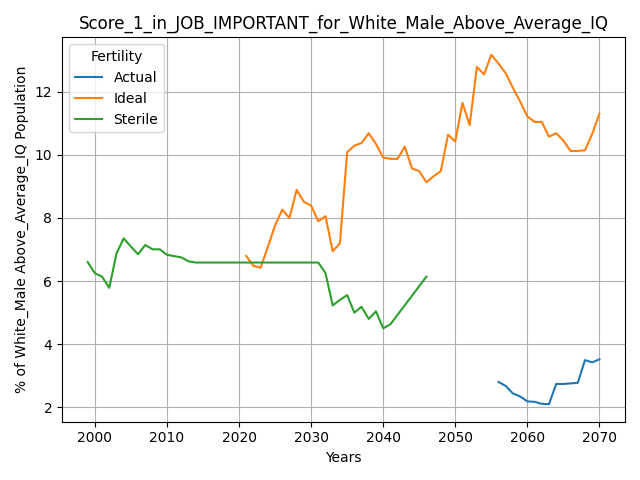 Score_1_in_JOB_IMPORTANT_for_White_Male_Above_Average_IQ
Fertility
Actual
Ideal
Sterile
% of White_Male Above_Average_IQ Population
12
10
8
6
4
2
2000 2010 2020 2030 2040 2050 2060 2070
Years